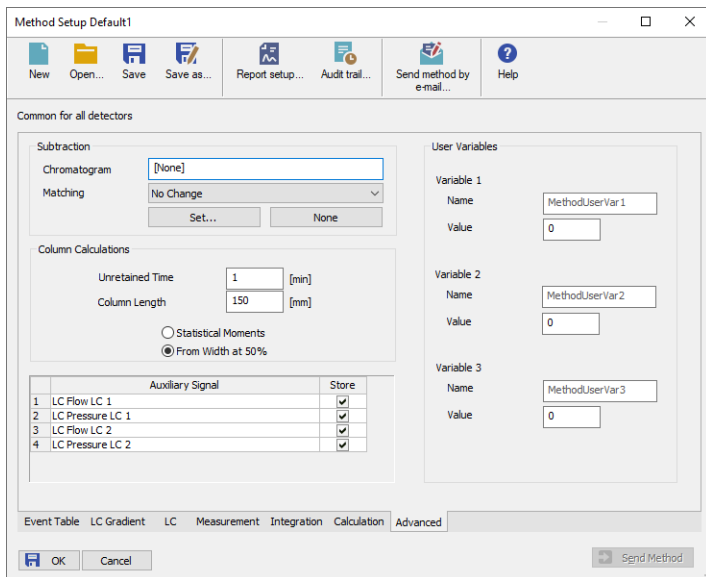 Method Setup Default1
New Open... Save Save as... Report setup... Audit trail... Send method by e-mail... Help
Common for all detectors
Subtraction
Chromatogram [None]
Matching No Change
Set... None
Column Calculations
Unretained Time 1 [min]
Column Length 150 [mm]
Statistical Moments
From Width at 50%
Auxiliary Signal Store
1 LC Flow LC 1
2 LC Pressure LC 1
3 LC Flow LC 2
4 LC Pressure LC 2
User Variables
Variable 1
Name MethodUserVar1
Value 0
Variable 2
Name MethodUserVar2
Value 0
Variable 3
Name MethodUserVar3
Value 0
Event Table LC Gradient LC Measurement Integration Calculation Advanced
OK Cancel Send Method